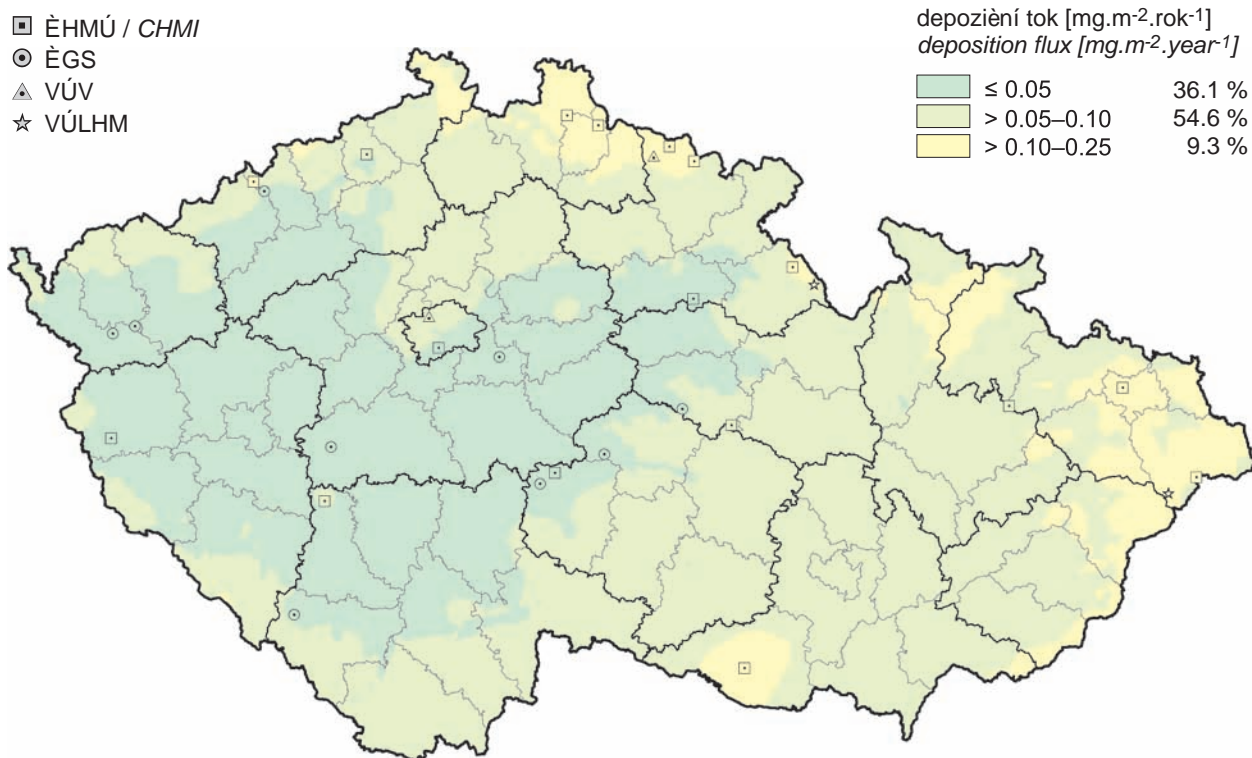 ÈHMÚ / CHMI
ÈGS
VÚV
VÚLHM
depozièní tok [mg.m-2.rok-1]
deposition flux [mg.m-2.year-1]
≤ 0.05 36.1 %
> 0.05–0.10 54.6 %
> 0.10–0.25 9.3 %